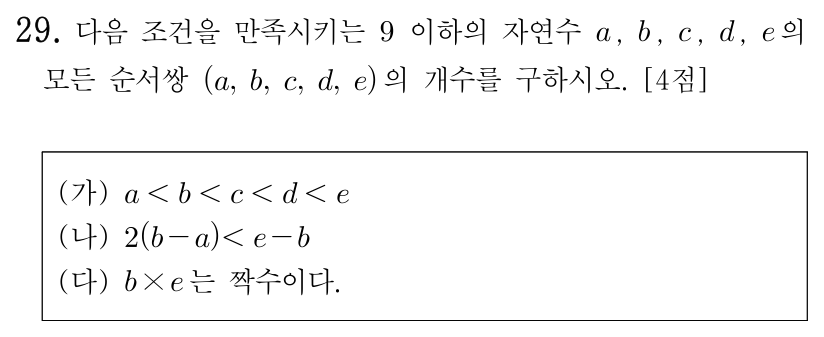 29. 다음 조건을 만족시키는 9 이하의 자연수 a, b, c, d, e의
모든 순서쌍 (a, b, c, d, e)의 개수를 구하시오. [4점]
(가) a < b < c < d < e
(나) 2(b-a) < e-b
(다) b×e는 짝수이다.